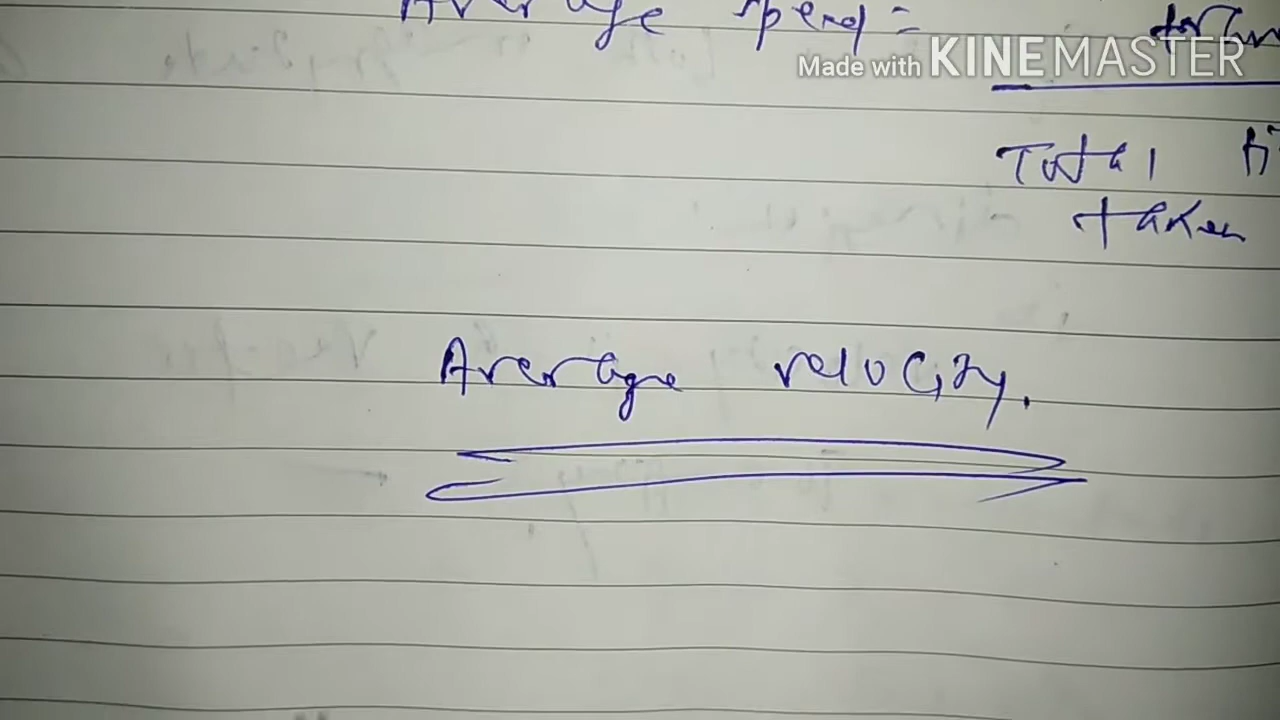 Average speed =
Made with KINEMASTER
Total
taken
Average velocity.